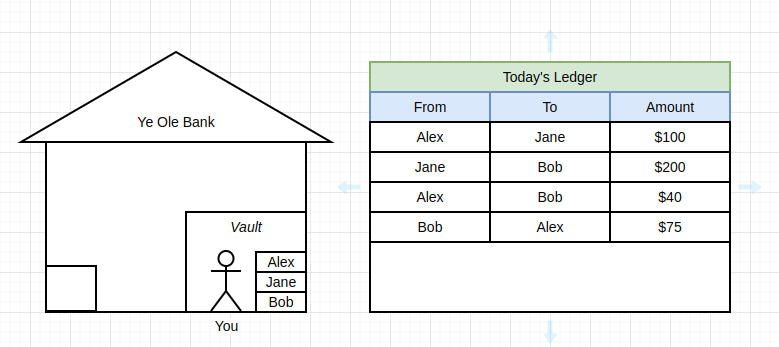 Ye Ole Bank
Vault
Alex
Jane
Bob
You
Today's Ledger
From To Amount
Alex Jane $100
Jane Bob $200
Alex Bob $40
Bob Alex $75